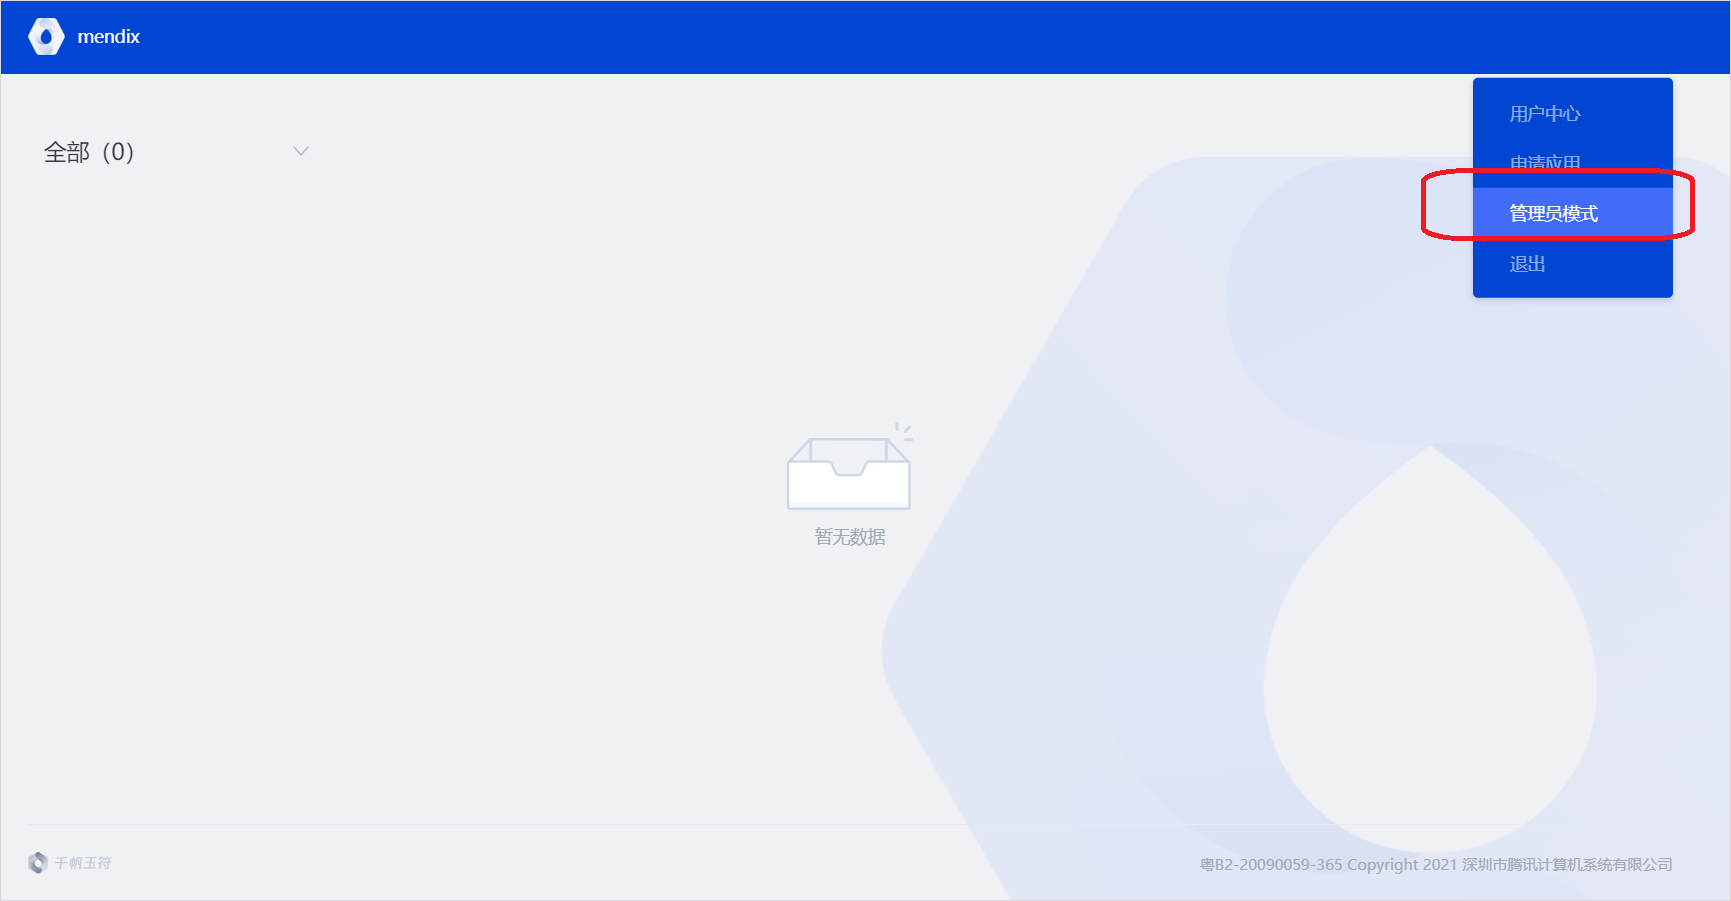 mendix
用户中心
申请应用
管理员模式
退出
全部（0）
暂无数据
千帆玉符
粤B2-20090059-365 Copyright 2021 深圳市腾讯计算机系统有限公司